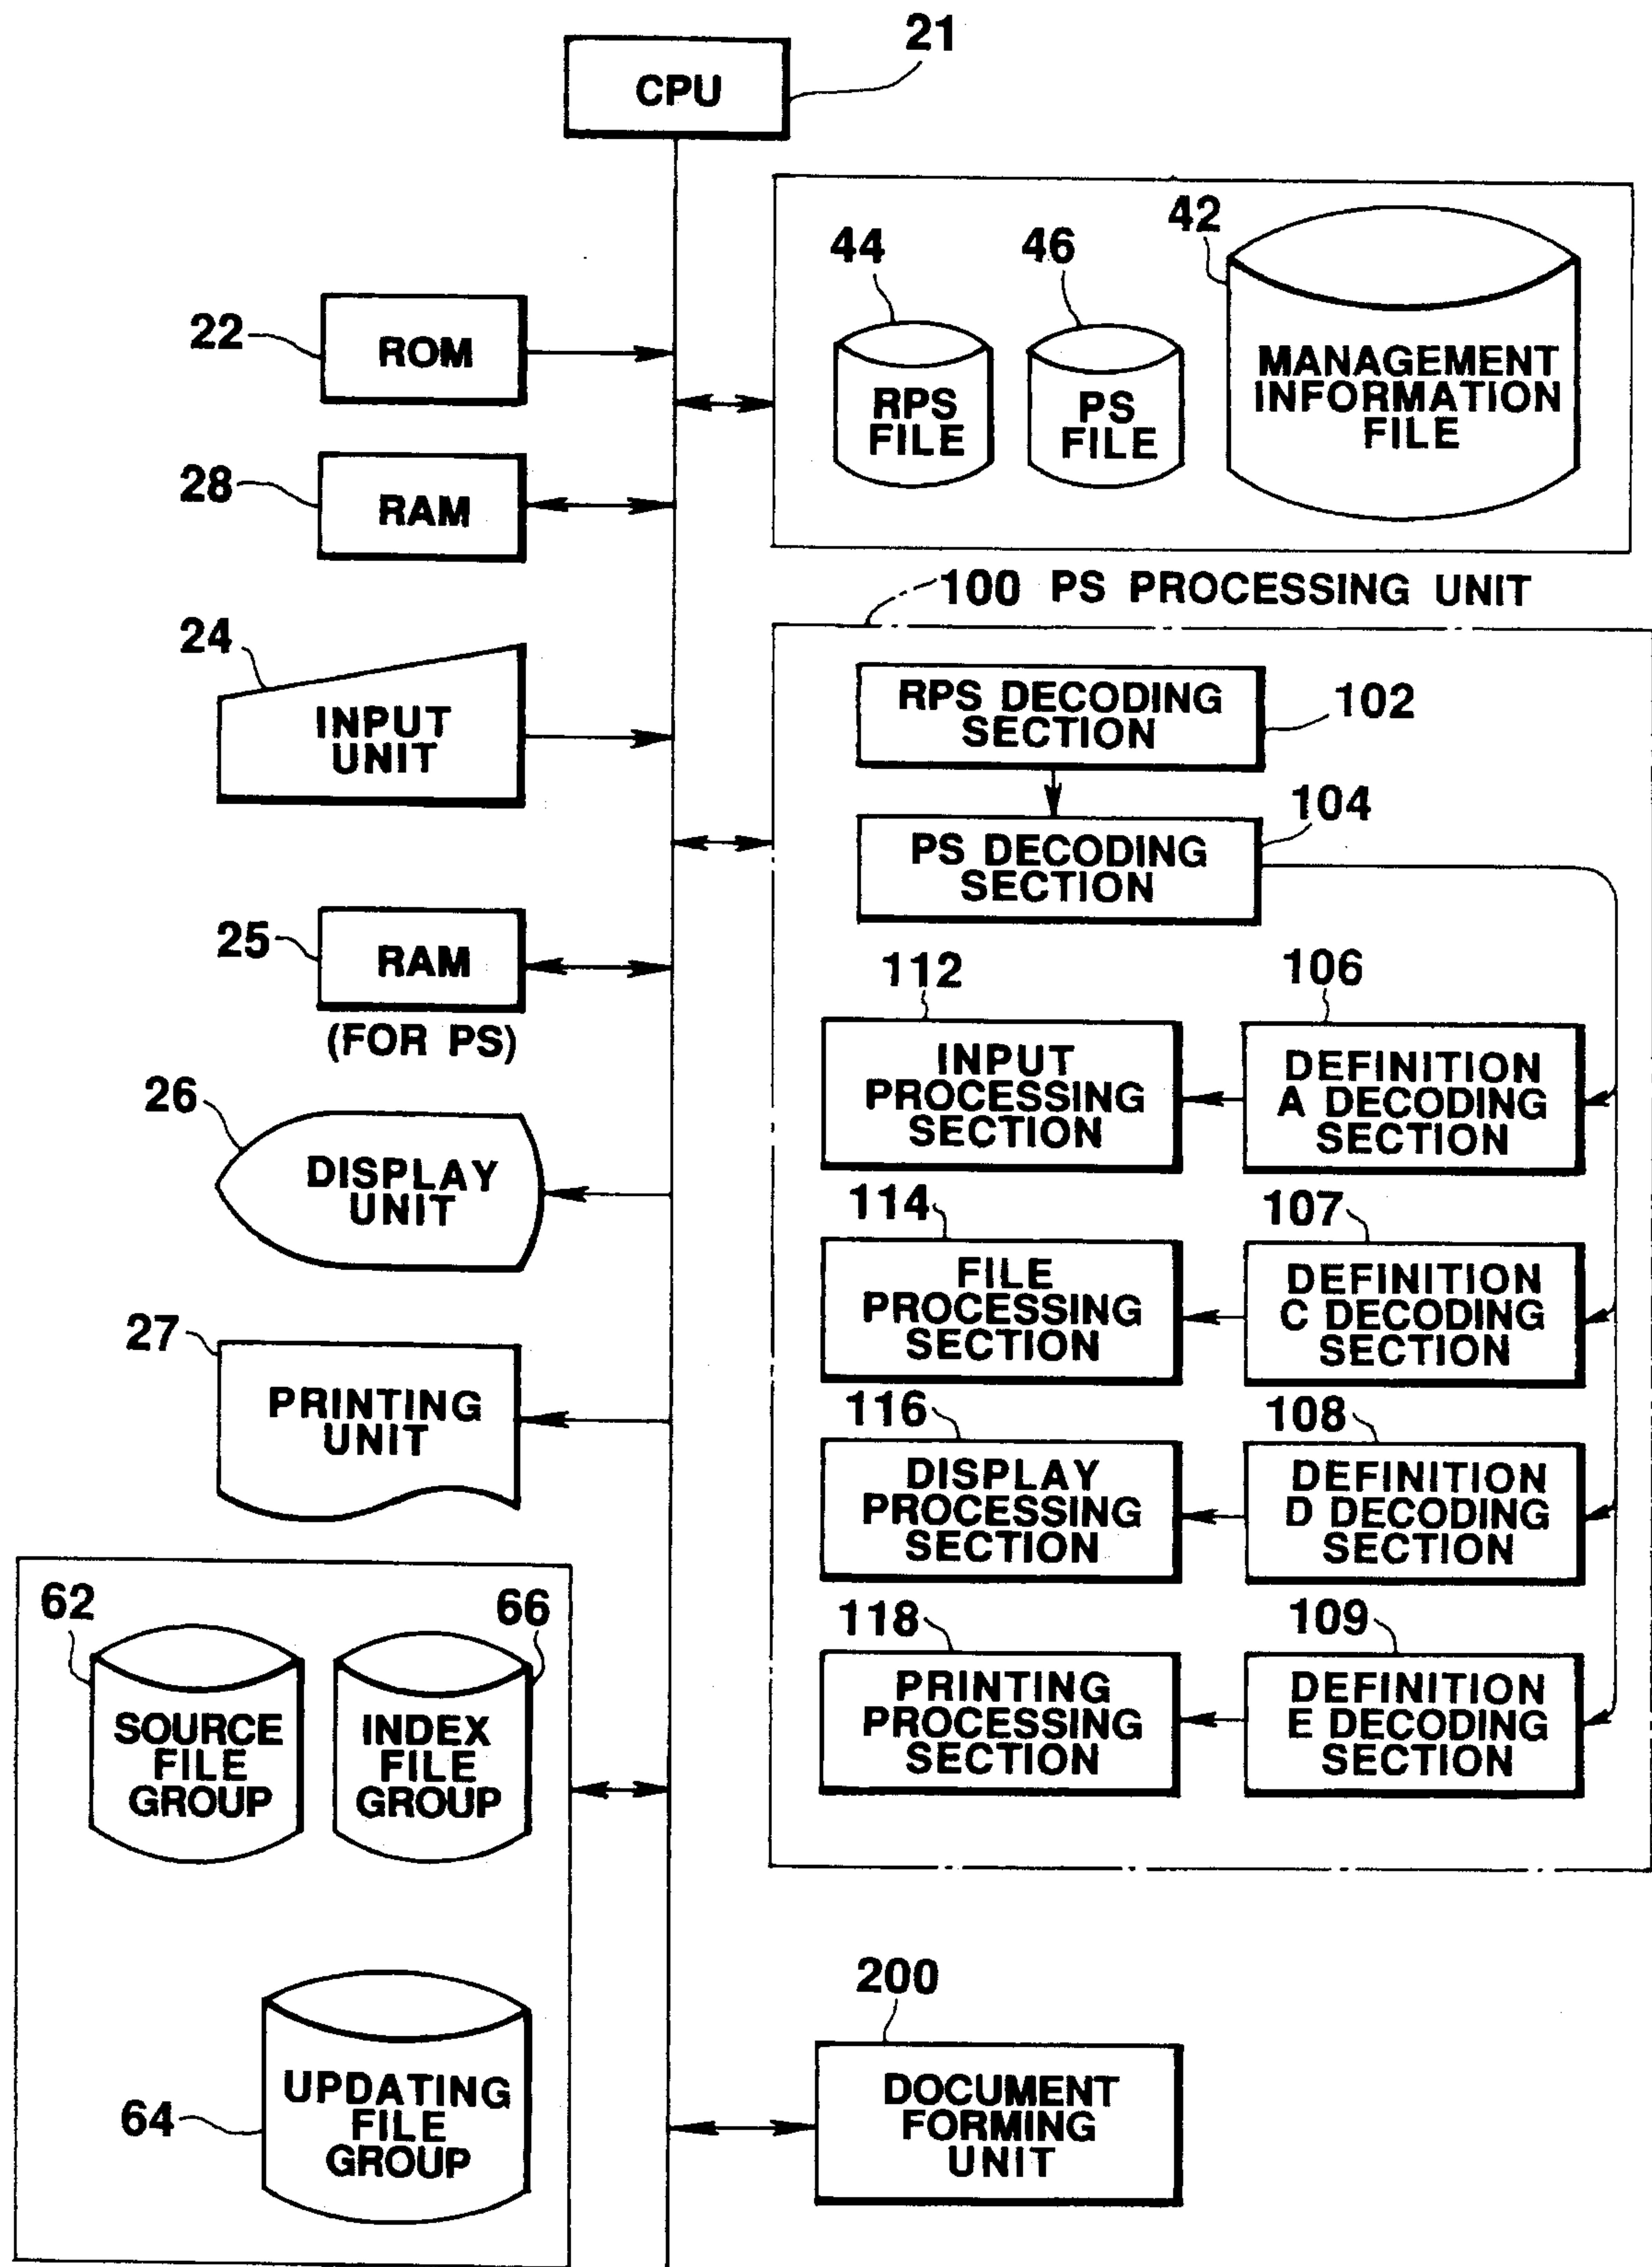 21
CPU
42
44
46
22
ROM
RPS
FILE
PS
FILE
MANAGEMENT
INFORMATION
FILE
28
RAM
100 PS PROCESSING UNIT
24
INPUT
UNIT
RPS DECODING
SECTION
102
PS DECODING
SECTION
104
25
RAM
(FOR PS)
112
INPUT
PROCESSING
SECTION
106
DEFINITION
A DECODING
SECTION
26
DISPLAY
UNIT
114
FILE
PROCESSING
SECTION
107
DEFINITION
C DECODING
SECTION
27
PRINTING
UNIT
116
DISPLAY
PROCESSING
SECTION
108
DEFINITION
D DECODING
SECTION
62
SOURCE
FILE
GROUP
66
INDEX
FILE
GROUP
118
PRINTING
PROCESSING
SECTION
109
DEFINITION
E DECODING
SECTION
64
UPDATING
FILE
GROUP
200
DOCUMENT
FORMING
UNIT